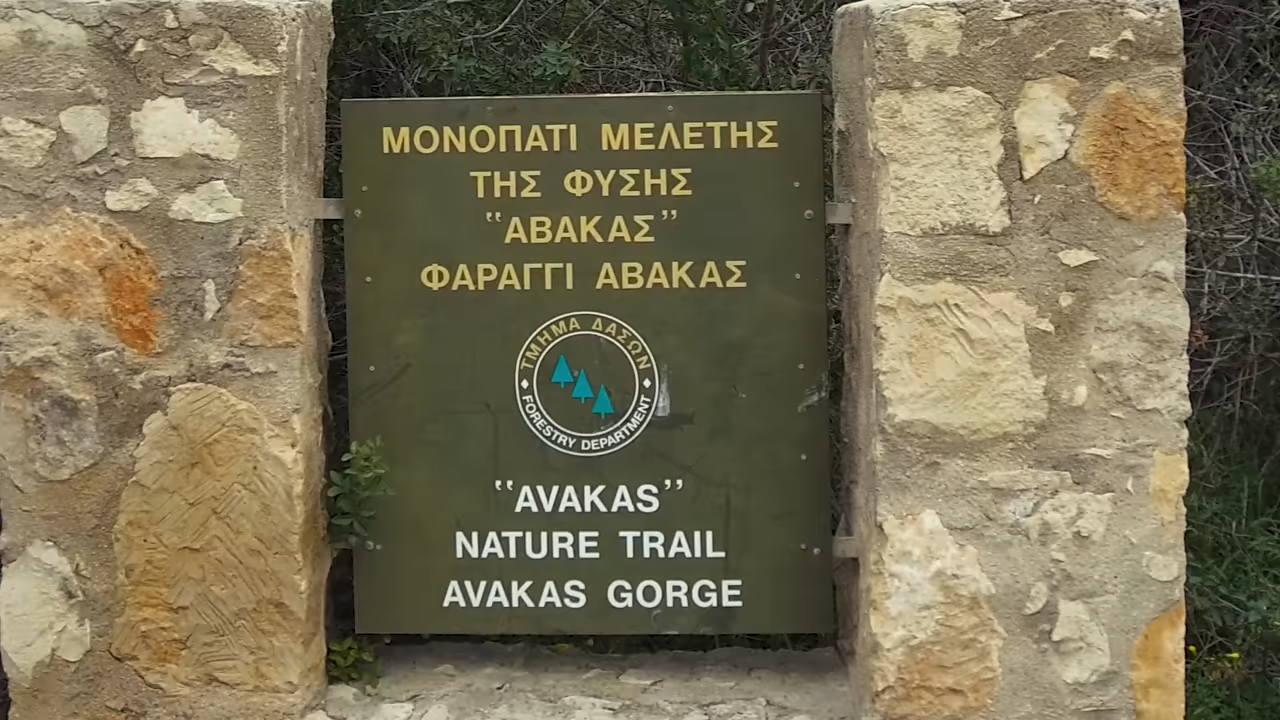 ΜΟΝΟΠΑΤΙ ΜΕΛΕΤΗΣ
ΤΗΣ ΦΥΣΗΣ
"ΑΒΑΚΑΣ"
ΦΑΡΑΓΓΙ ΑΒΑΚΑΣ
ΤΜΗΜΑ ΔΑΣΩΝ
FORESTRY DEPARTMENT
"AVAKAS"
NATURE TRAIL
AVAKAS GORGE